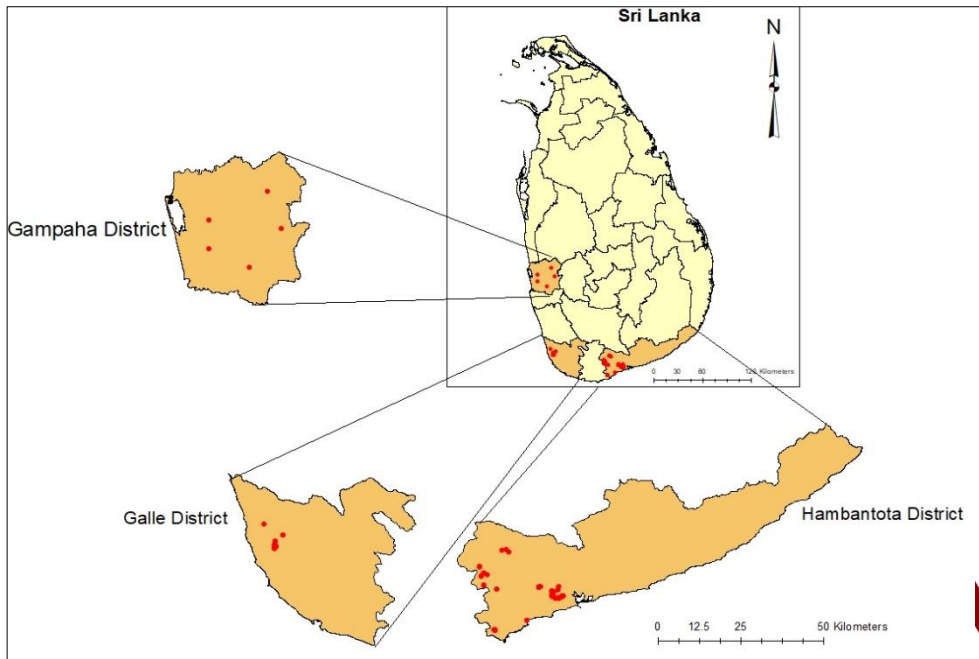 Sri Lanka
N
Gampaha District
0 30 60 120 Kilometers
Galle District
Hambantota District
0 12.5 25 50 Kilometers